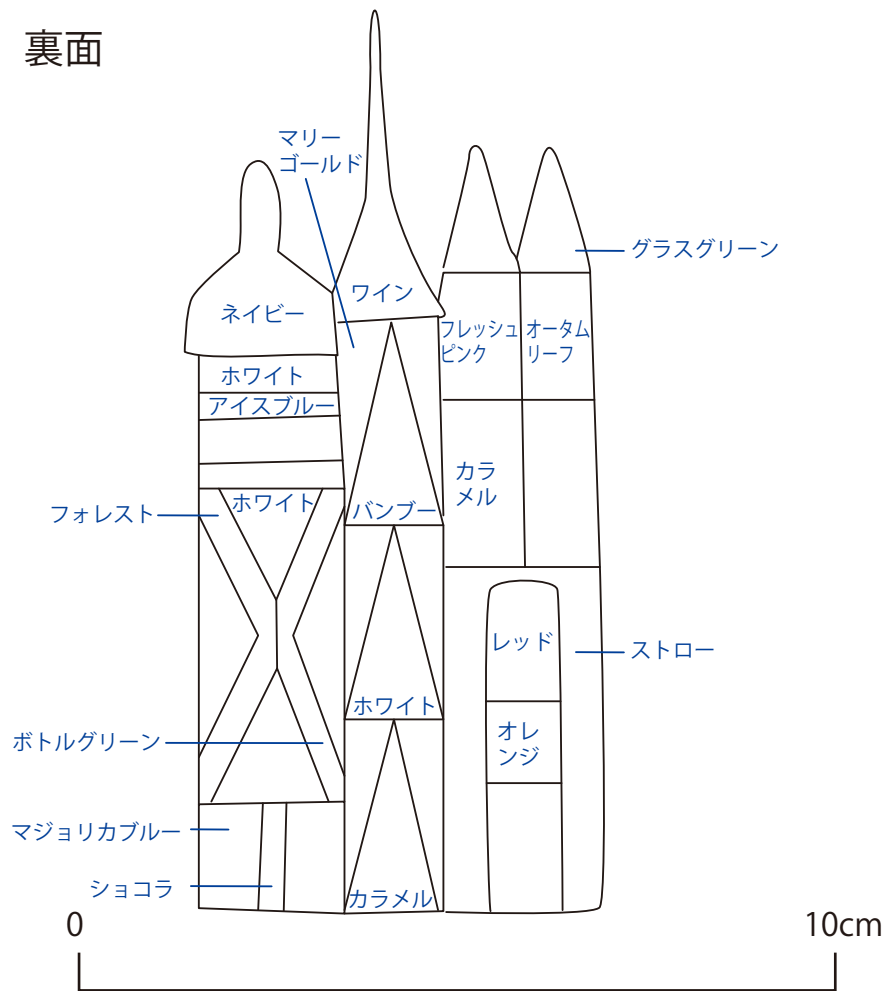 裏面
マリー
ゴールド
グラスグリーン
ワイン
ネイビー
フレッシュ
ピンク
オータム
リーフ
ホワイト
アイスブルー
カラ
メル
ホワイト
フォレスト
バンブー
レッド
ストロー
ホワイト
オレ
ンジ
ボトルグリーン
マジョリカブルー
ショコラ
カラメル
0
10cm